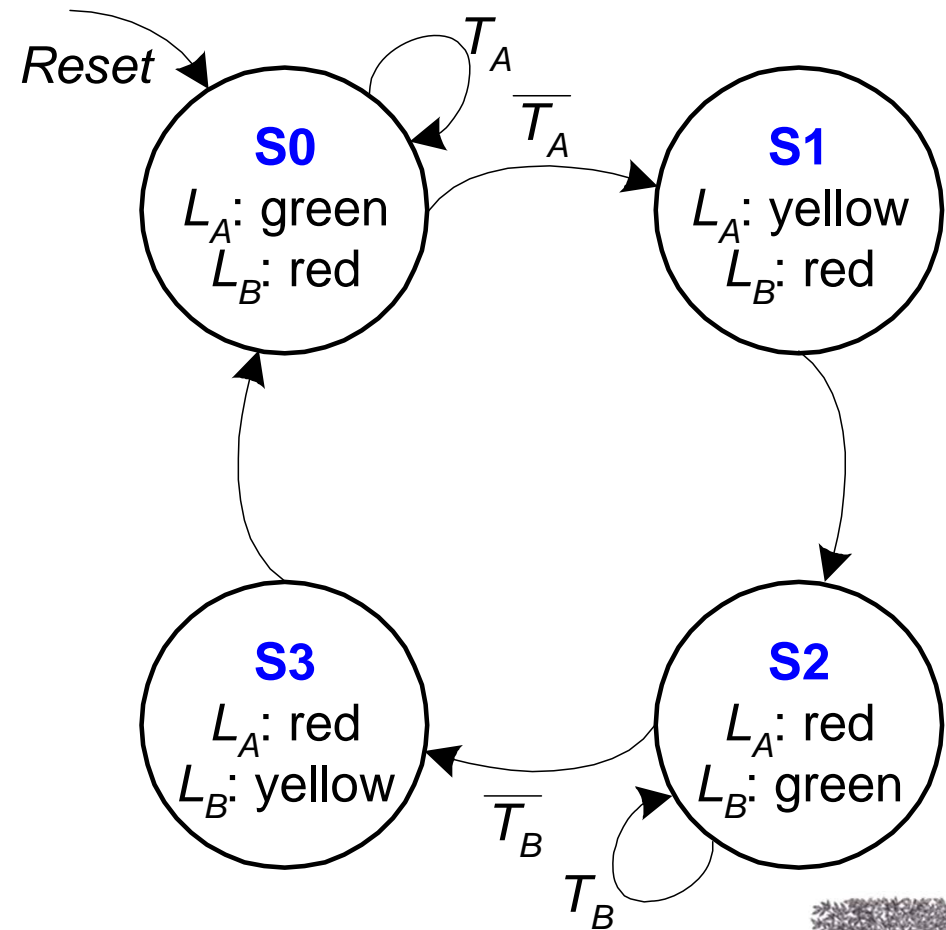 Reset
T_A
T̅_A̅
S0
L_A: green
L_B: red
S1
L_A: yellow
L_B: red
S3
L_A: red
L_B: yellow
S2
L_A: red
L_B: green
T̅_B̅
T_B